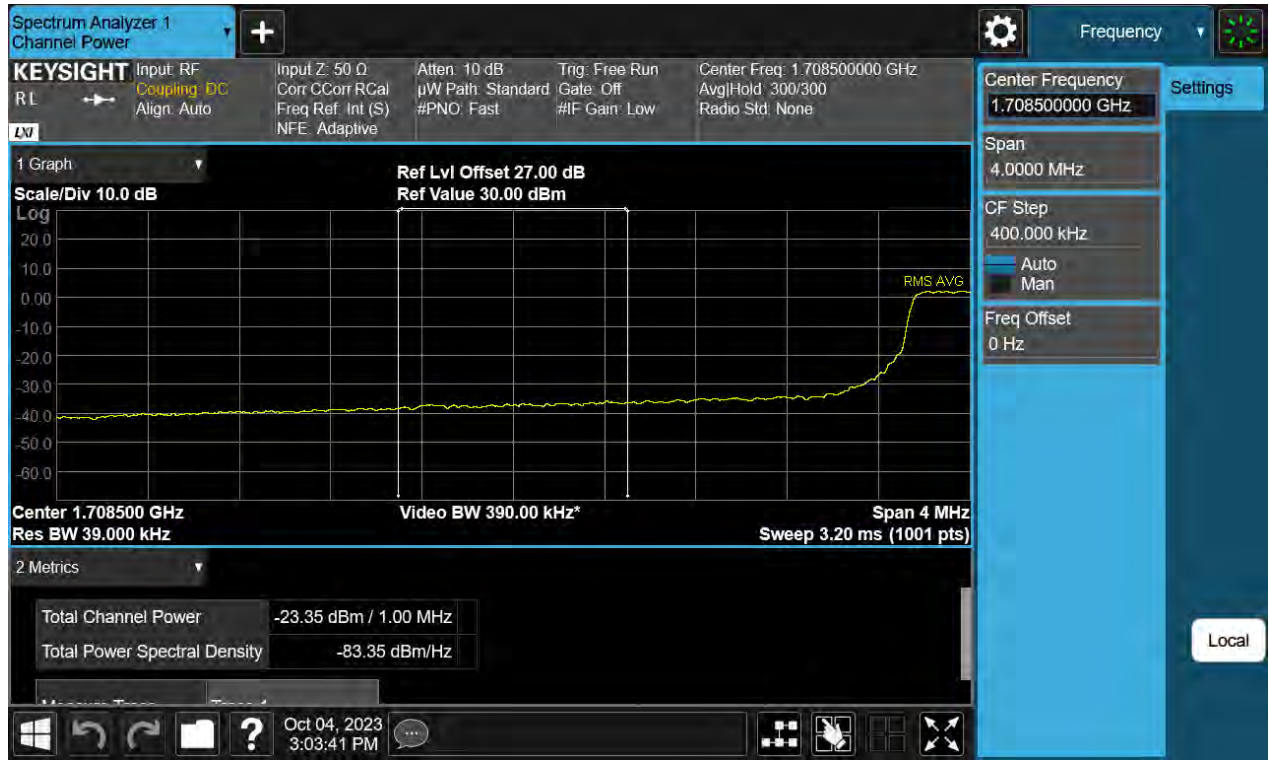 Spectrum Analyzer 1
Channel Power
Frequency
KEYSIGHT
RL
LXI
Input: RF
Coupling: DC
Align: Auto
Input Z: 50 Ω
Corr CCorr RCal
Freq Ref: Int (S)
NFE: Adaptive
Atten: 10 dB
µW Path: Standard
#PNO: Fast
Trig: Free Run
Gate: Off
#IF Gain: Low
Center Freq: 1.708500000 GHz
Avg|Hold: 300/300
Radio Std: None
1 Graph
Scale/Div 10.0 dB
Ref Lvl Offset 27.00 dB
Ref Value 30.00 dBm
Log
20.0
10.0
0.00
-10.0
-20.0
-30.0
-40.0
-50.0
-60.0
RMS AVG
Center 1.708500 GHz
Video BW 390.00 kHz*
Span 4 MHz
Res BW 39.000 kHz
Sweep 3.20 ms (1001 pts)
2 Metrics
Total Channel Power
-23.35 dBm / 1.00 MHz
Total Power Spectral Density
-83.35 dBm/Hz
Oct 04, 2023
3:03:41 PM
Center Frequency
1.708500000 GHz
Settings
Span
4.0000 MHz
CF Step
400.000 kHz
Auto
Man
Freq Offset
0 Hz
Local